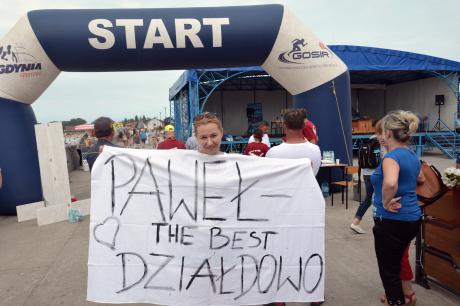 START
GDYNIA
GOSIR
PAWEŁ-
THE BEST
DZIAŁDOWO